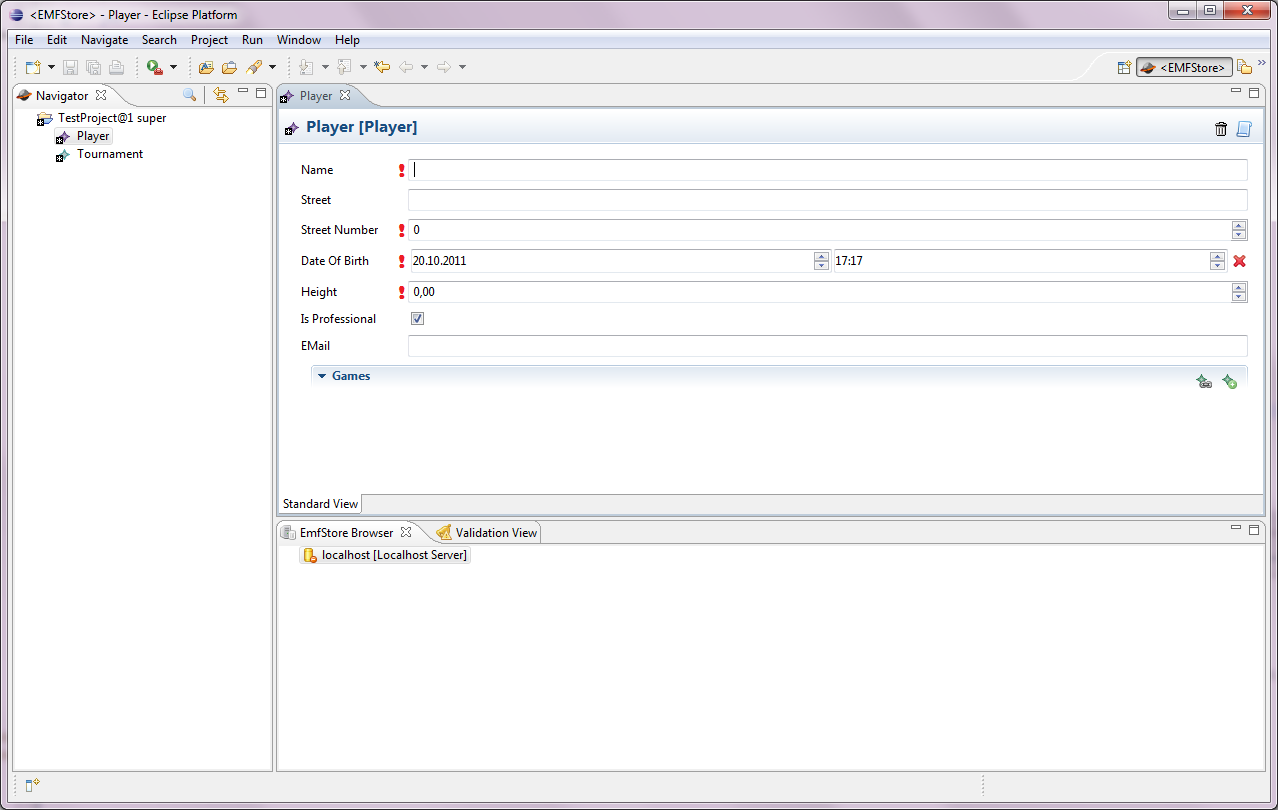 <EMFStore> - Player - Eclipse Platform
File Edit Navigate Search Project Run Window Help
<EMFStore>
Navigator
TestProject@1 super
Player
Tournament
Player
Player [Player]
Name
Street
Street Number 0
Date Of Birth 20.10.2011 17:17
Height 0,00
Is Professional
EMail
Games
Standard View
EmfStore Browser Validation View
localhost [Localhost Server]